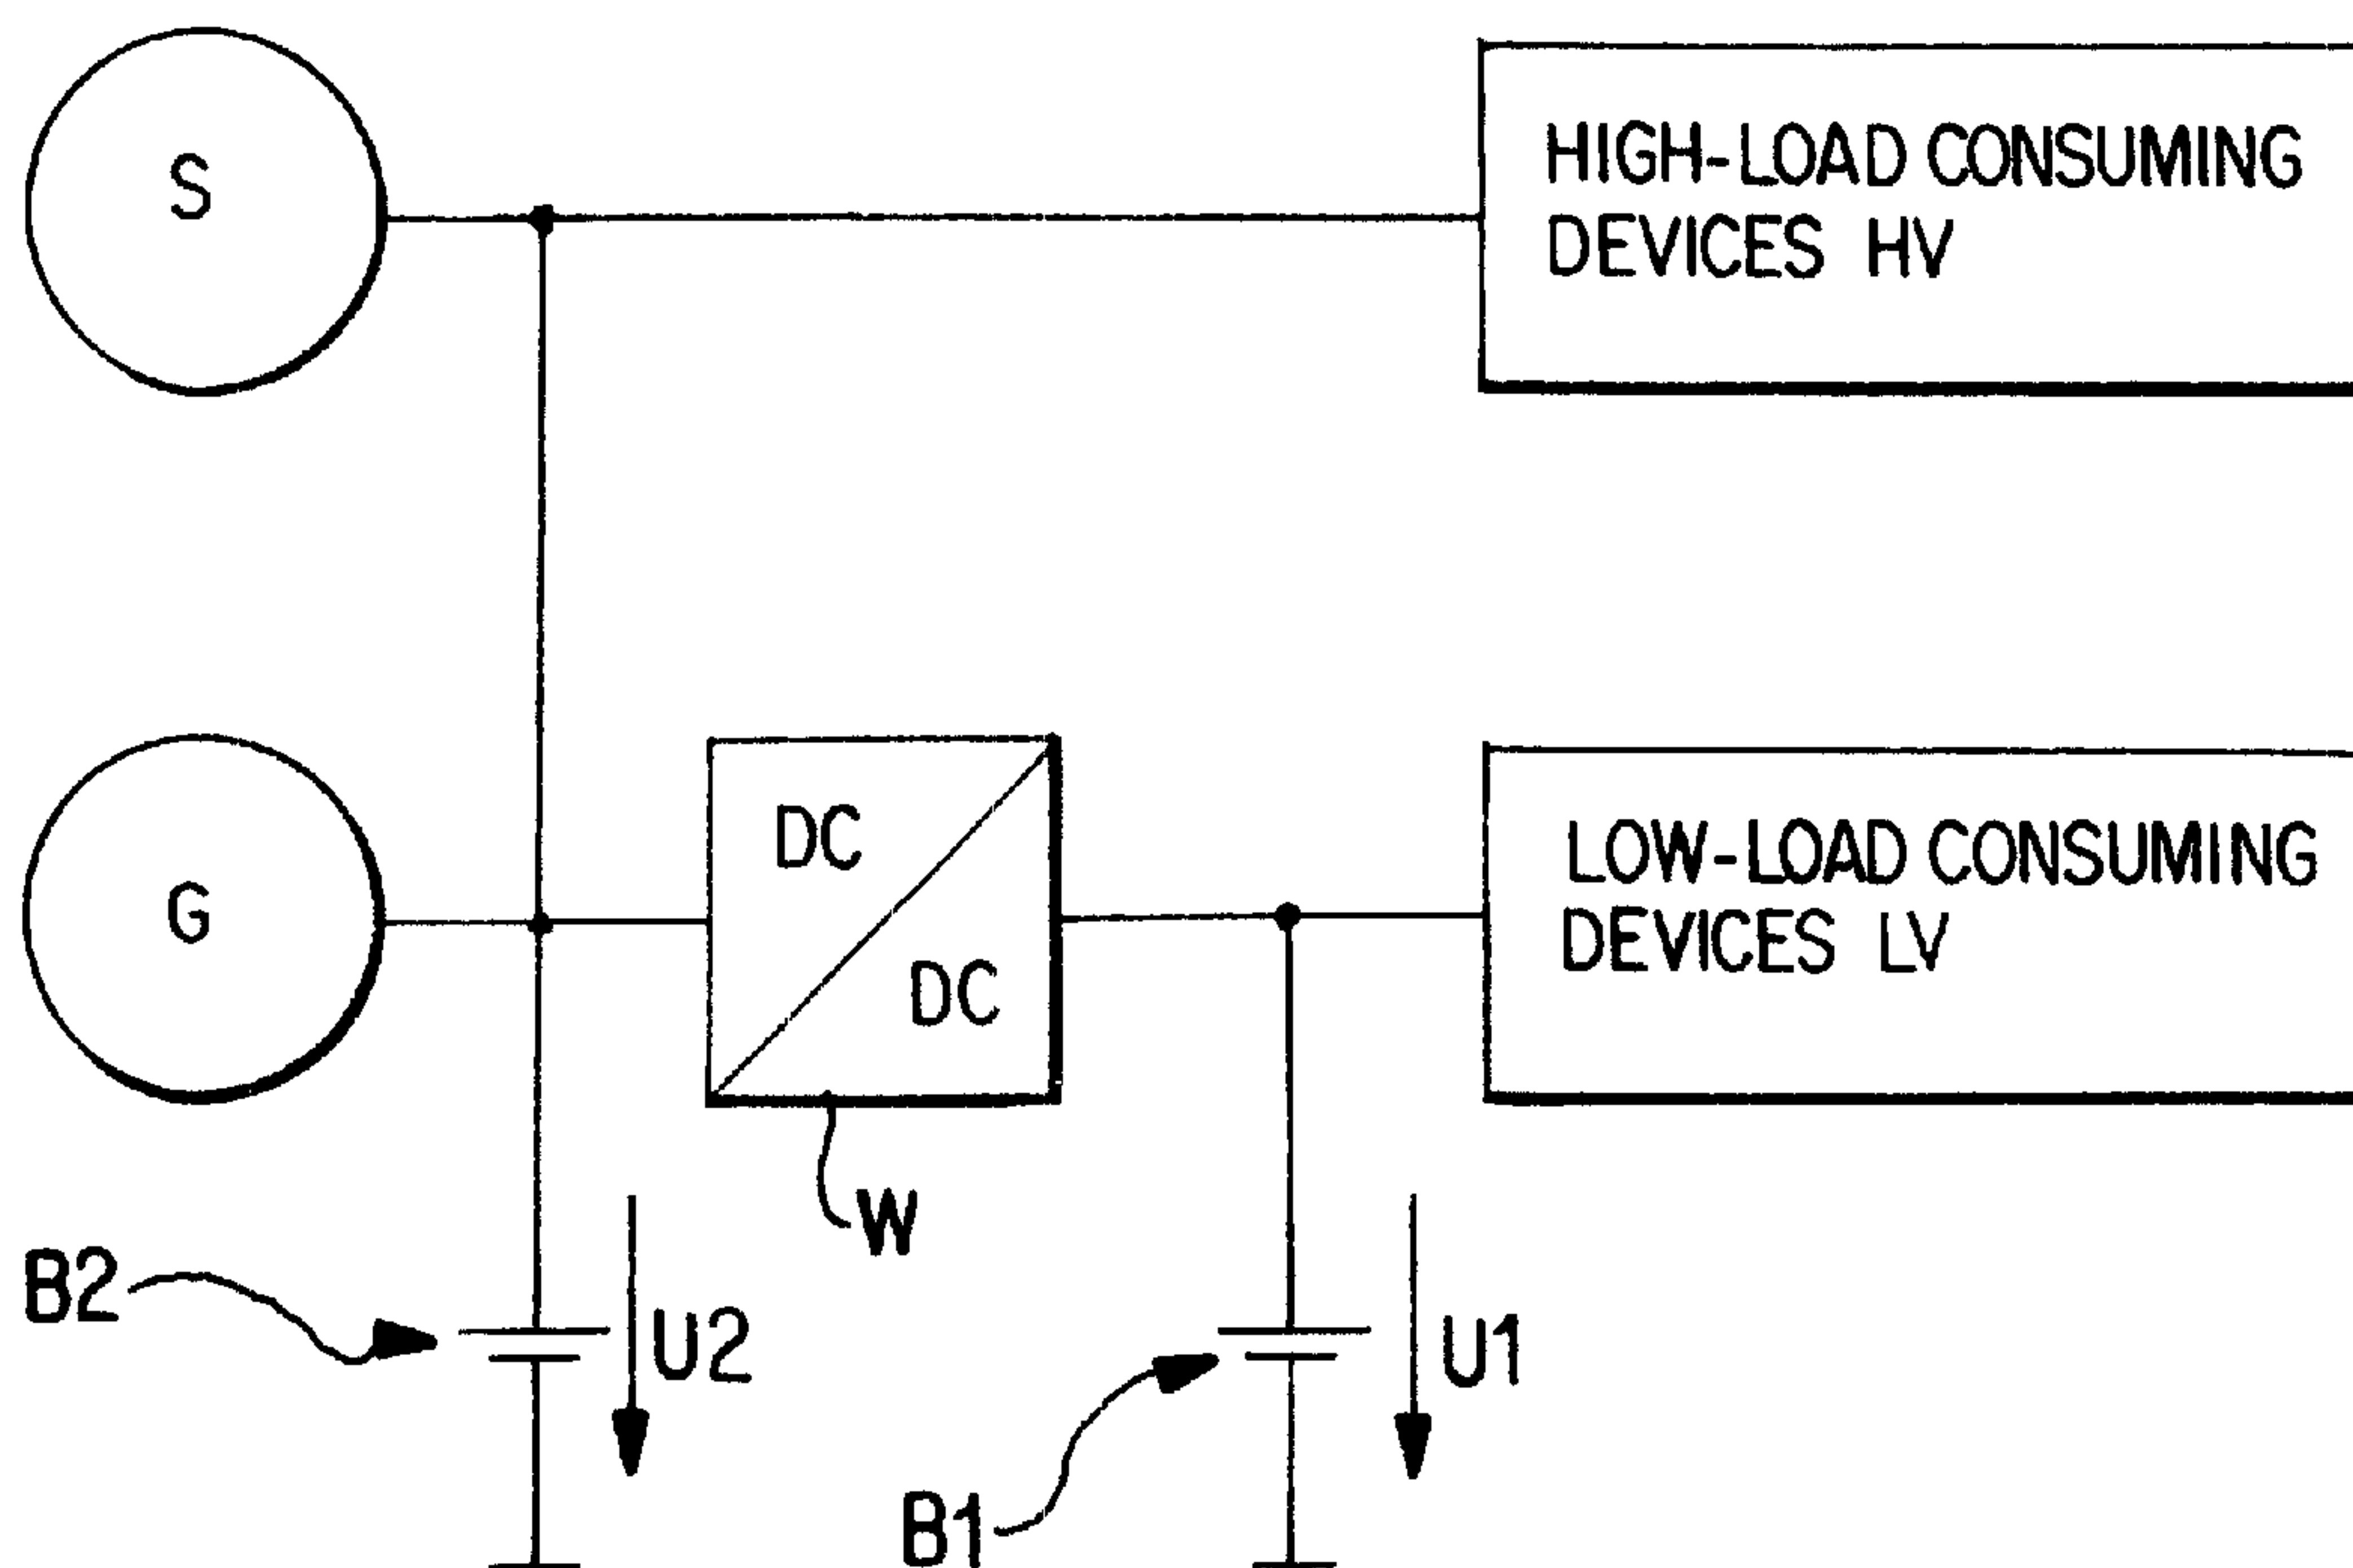 S
HIGH-LOAD CONSUMING
DEVICES HV
G
DC
DC
LOW-LOAD CONSUMING
DEVICES LV
W
B2
U2
U1
B1